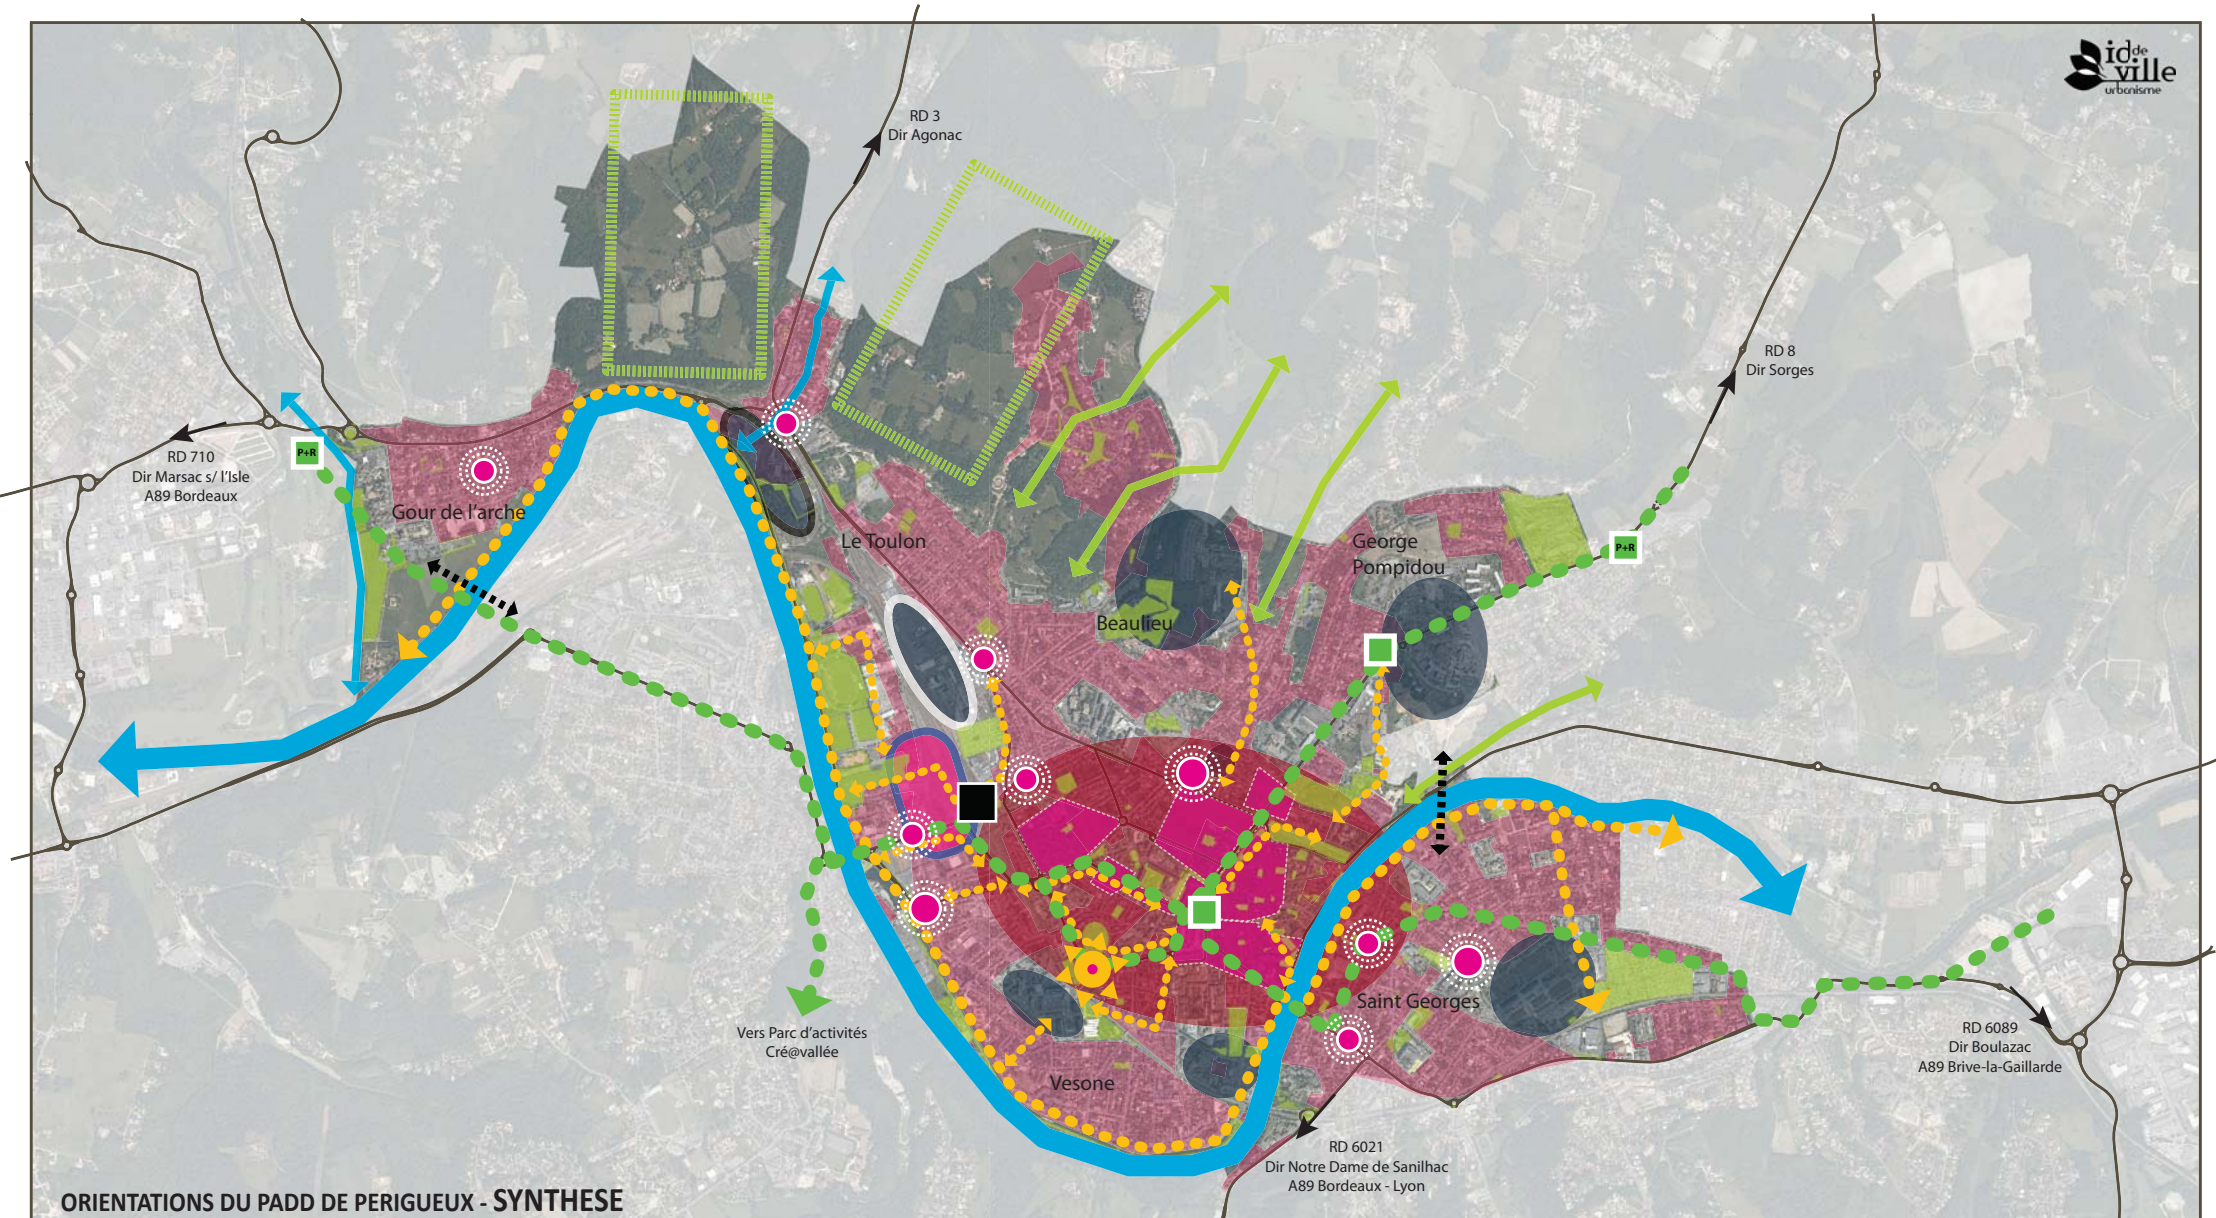 id de
ville
urbanisme
RD 3
Dir Agonac
RD 8
Dir Sorges
P+R
RD 710
Dir Marsac s/ l'Isle
A89 Bordeaux
Gour de l'arche
Le Toulon
George
Pompidou
P+R
Beaulieu
Saint Georges
Vers Parc d'activités
Cré@vallée
Vesone
RD 6089
Dir Boulazac
A89 Brive-la-Gaillarde
RD 6021
Dir Notre Dame de Sanilhac
A89 Bordeaux - Lyon
ORIENTATIONS DU PADD DE PERIGUEUX - SYNTHESE